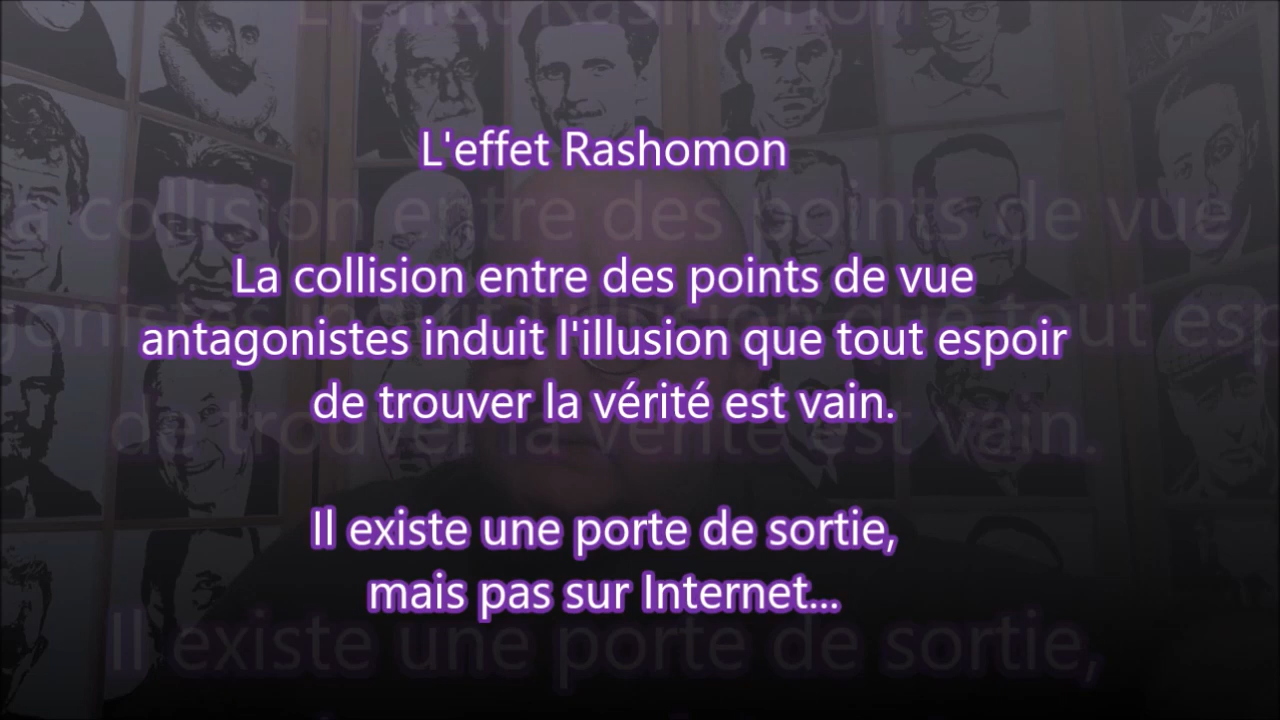 L'effet Rashomon
La collision entre des points de vue
antagonistes induit l'illusion que tout espoir
de trouver la vérité est vain.
Il existe une porte de sortie,
mais pas sur Internet...